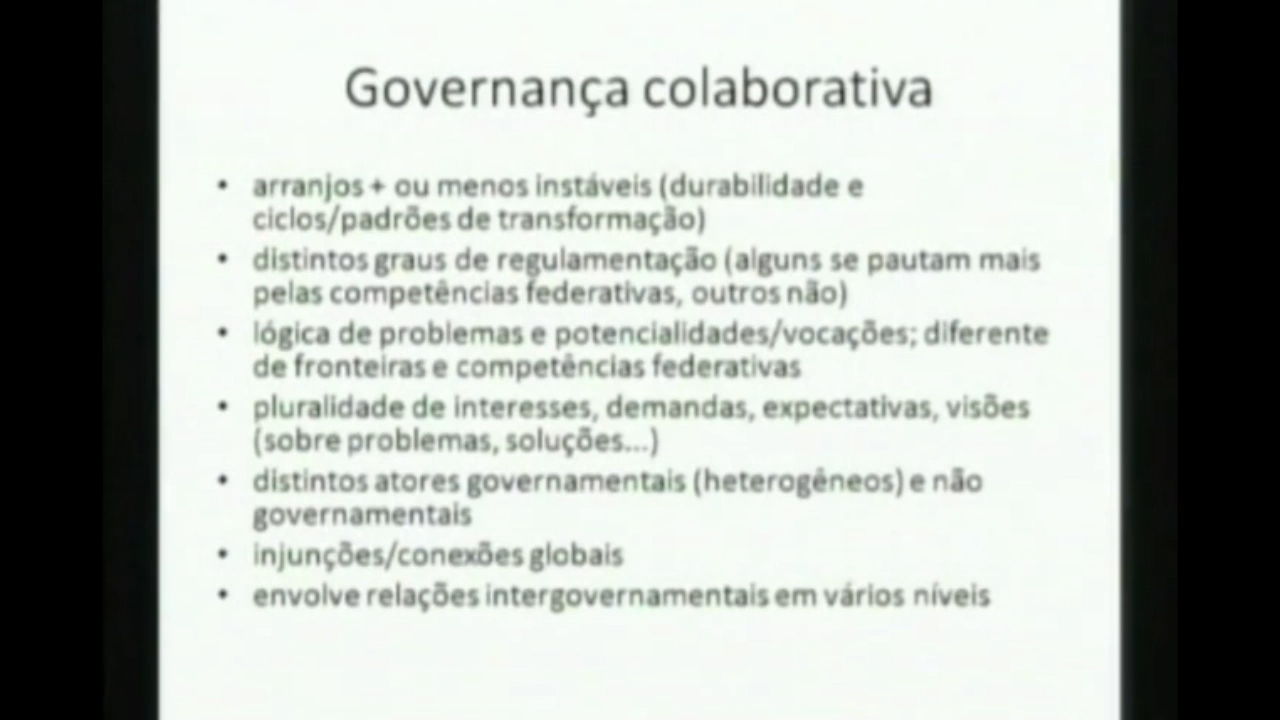 Governança colaborativa
• arranjos + ou menos instáveis (durabilidade e
ciclos/padrões de transformação)
• distintos graus de regulamentação (alguns se pautam mais
pelas competências federativas, outros não)
• lógica de problemas e potencialidades/vocações; diferente
de fronteiras e competências federativas
• pluralidade de interesses, demandas, expectativas, visões
(sobre problemas, soluções...)
• distintos atores governamentais (heterogêneos) e não
governamentais
• injunções/conexões globais
• envolve relações intergovernamentais em vários níveis